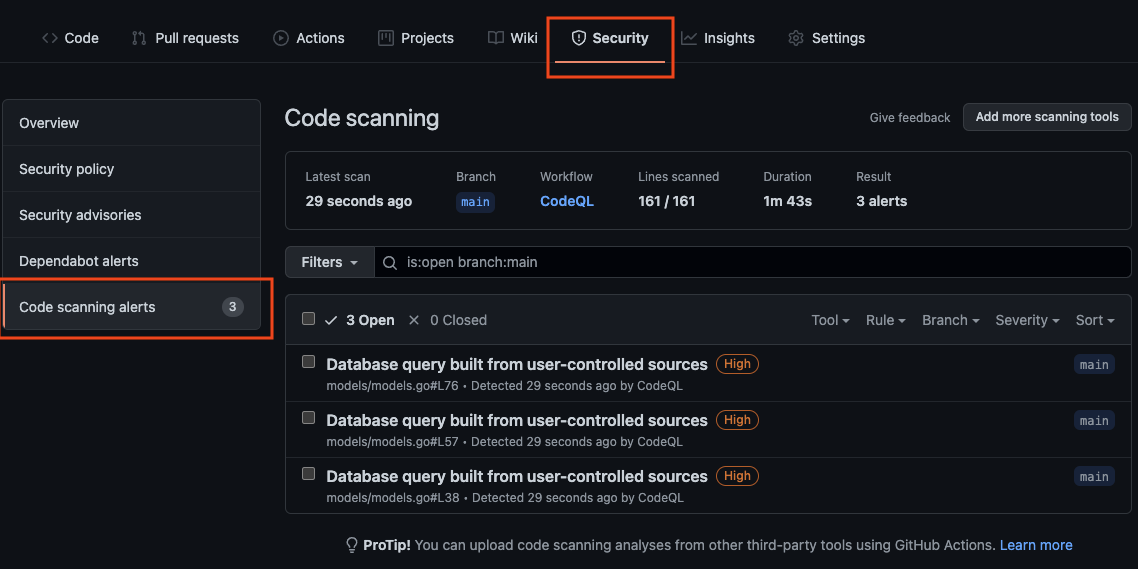 Code Pull requests Actions Projects Wiki Security Insights Settings
Overview
Security policy
Security advisories
Dependabot alerts
Code scanning alerts 3
Code scanning
Give feedback Add more scanning tools
Latest scan Branch Workflow Lines scanned Duration Result
29 seconds ago main CodeQL 161 / 161 1m 43s 3 alerts
Filters is:open branch:main
3 Open 0 Closed Tool Rule Branch Severity Sort
Database query built from user-controlled sources High main
models/models.go#L76 • Detected 29 seconds ago by CodeQL
Database query built from user-controlled sources High main
models/models.go#L57 • Detected 29 seconds ago by CodeQL
Database query built from user-controlled sources High main
models/models.go#L38 • Detected 29 seconds ago by CodeQL
ProTip! You can upload code scanning analyses from other third-party tools using GitHub Actions. Learn more